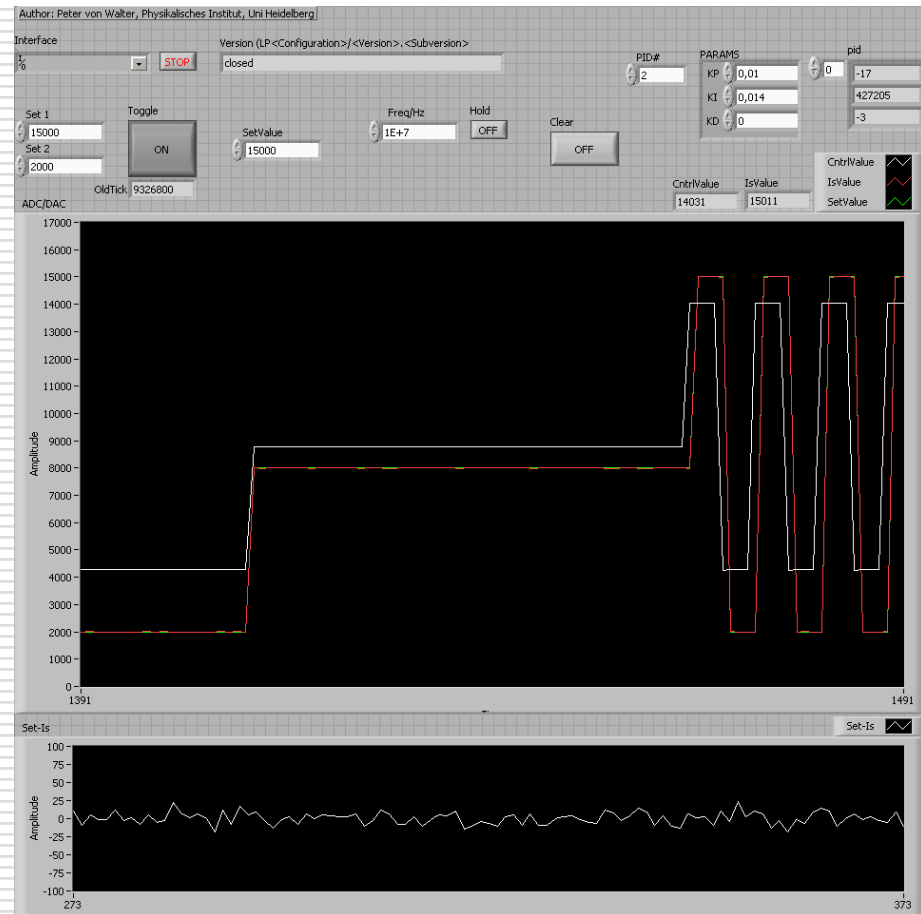 Author: Peter von Walter, Physikalisches Institut, Uni Heidelberg
Interface
I/O
STOP
Version (LP<Configuration>/<Version>.<Subversion>
closed
PID#
2
PARAMS
KP 0,01
KI 0,014
KD 0
pid
0
-17
427205
-3
Set 1
15000
Set 2
2000
Toggle
ON
OldTick 9326800
SetValue
15000
Freq/Hz
1E+7
Hold
OFF
Clear
OFF
CntrlValue
14031
IsValue
15011
CntrlValue
IsValue
SetValue
ADC/DAC
Amplitude
17000
16000
15000
14000
13000
12000
11000
10000
9000
8000
7000
6000
5000
4000
3000
2000
1000
0
1391
1491
Set-Is
Set-Is
Amplitude
100
75
50
25
0
-25
-50
-75
-100
273
373